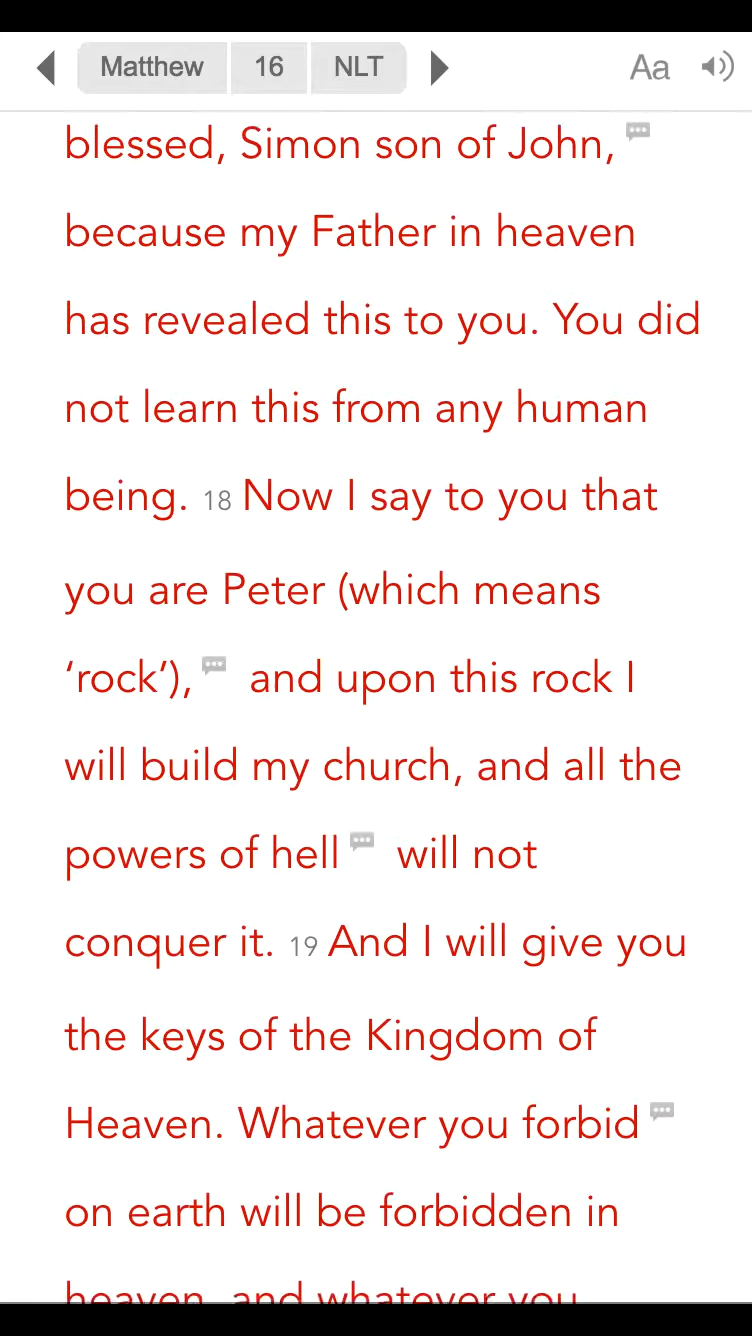 Matthew 16 NLT Aa
blessed, Simon son of John,
because my Father in heaven
has revealed this to you. You did
not learn this from any human
being. 18 Now I say to you that
you are Peter (which means
‘rock’), and upon this rock I
will build my church, and all the
powers of hell will not
conquer it. 19 And I will give you
the keys of the Kingdom of
Heaven. Whatever you forbid
on earth will be forbidden in
heaven, and whatever you